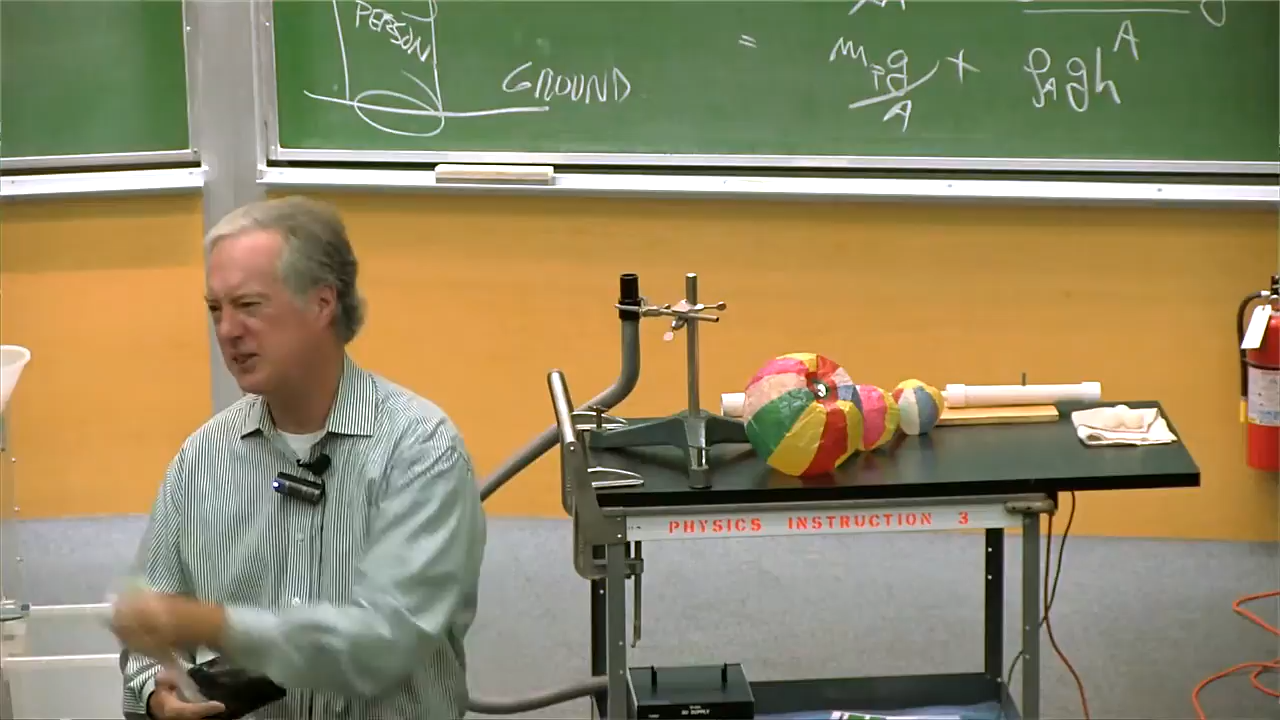 PERSON
GROUND
= m_P g / A + ρ_A g h
A
PHYSICS INSTRUCTION 3